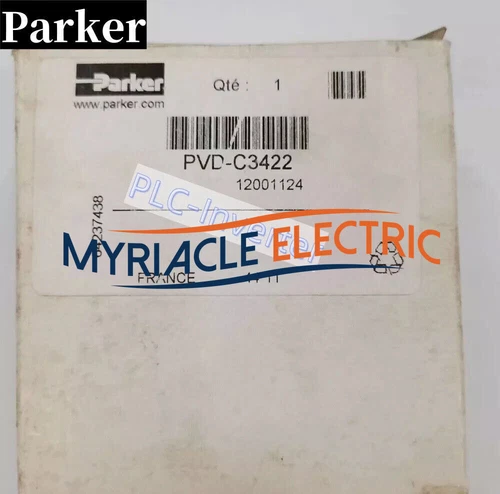 Parker
Parker
Qté : 1
www.parker.com
PVD-C3422
12001124
PLC-Inverter
MYRIACLE ELECTRIC
FRANCE